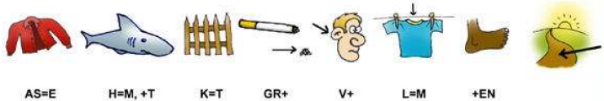 AS=E H=M, +T K=T GR+ V+ L=M +EN